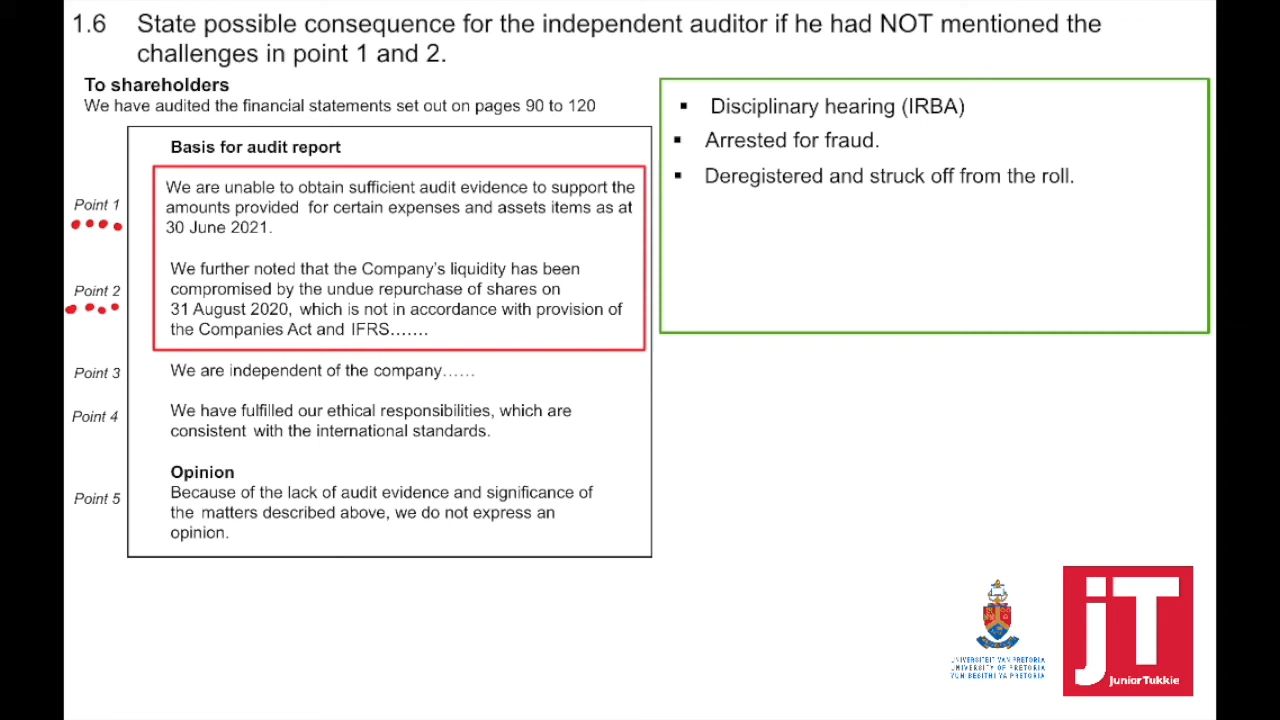 1.6 State possible consequence for the independent auditor if he had NOT mentioned the
challenges in point 1 and 2.
To shareholders
We have audited the financial statements set out on pages 90 to 120
Basis for audit report
Point 1
We are unable to obtain sufficient audit evidence to support the
amounts provided for certain expenses and assets items as at
30 June 2021.
Point 2
We further noted that the Company's liquidity has been
compromised by the undue repurchase of shares on
31 August 2020, which is not in accordance with provision of
the Companies Act and IFRS.......
Point 3
We are independent of the company......
Point 4
We have fulfilled our ethical responsibilities, which are
consistent with the international standards.
Opinion
Point 5
Because of the lack of audit evidence and significance of
the matters described above, we do not express an
opinion.
▪ Disciplinary hearing (IRBA)
▪ Arrested for fraud.
▪ Deregistered and struck off from the roll.
UNIVERSITEIT VAN PRETORIA
UNIVERSITY OF PRETORIA
YUNIBESITHI YA PRETORIA
jT
JuniorTukkie